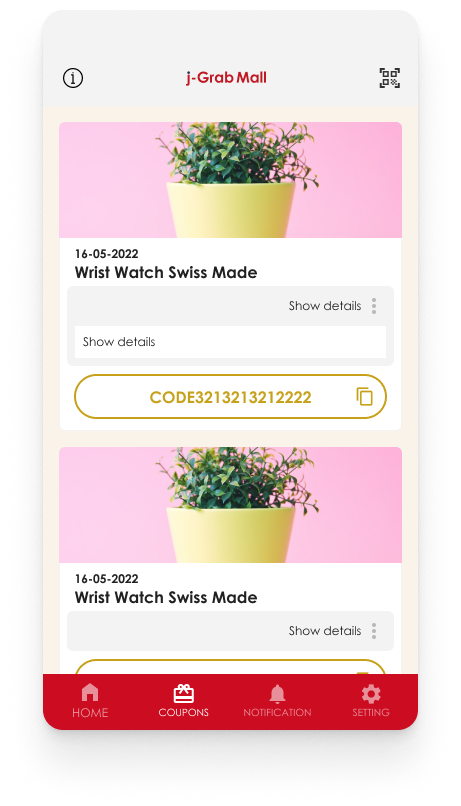 j-Grab Mall
16-05-2022
Wrist Watch Swiss Made
Show details
Show details
CODE3213213212222
16-05-2022
Wrist Watch Swiss Made
Show details
HOME
COUPONS
NOTIFICATION
SETTING